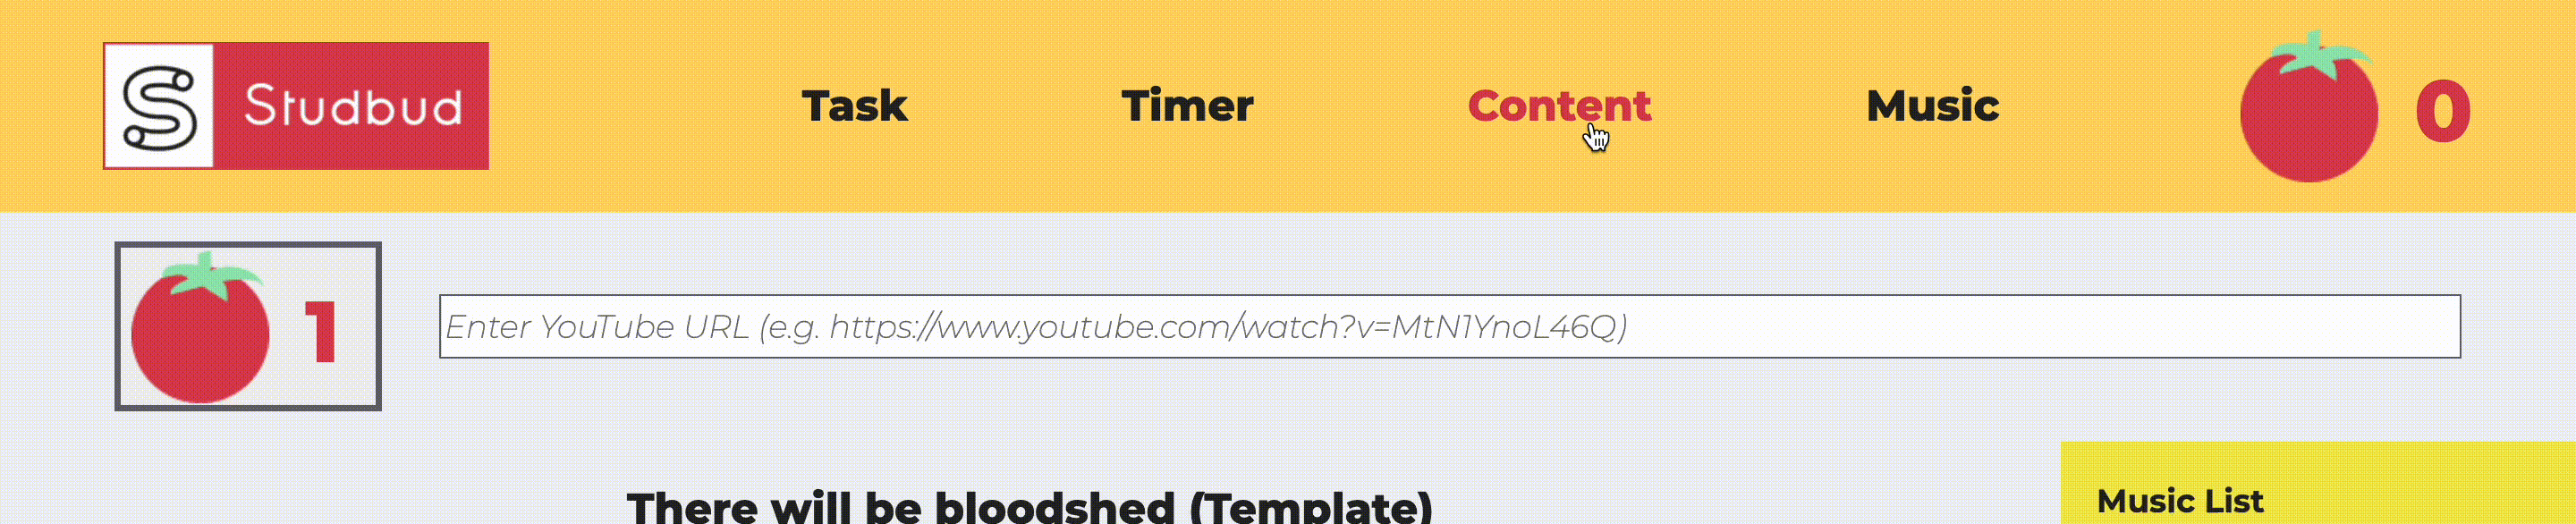 S Studbud
Task Timer Content Music 0
1 Enter YouTube URL (e.g. https://www.youtube.com/watch?v=MtN1YnoL46Q)
There will be bloodshed (Template)
Music List